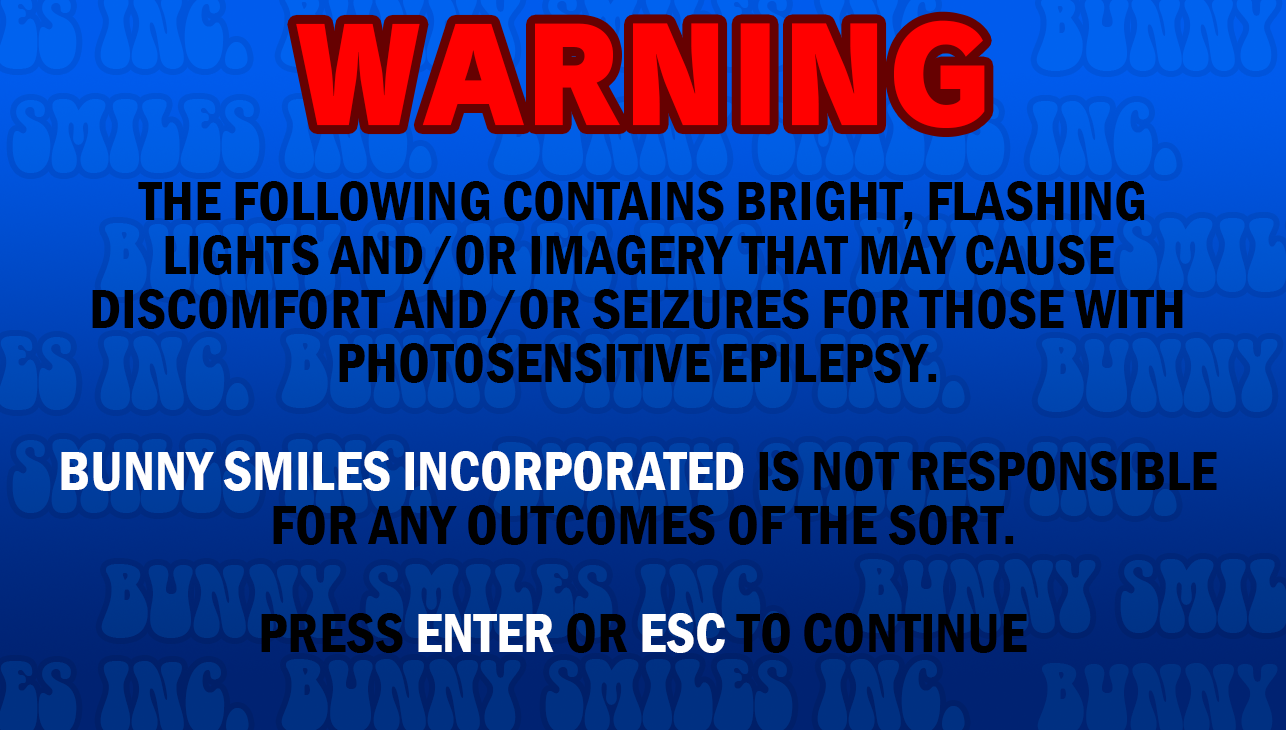 WARNING
THE FOLLOWING CONTAINS BRIGHT, FLASHING
LIGHTS AND/OR IMAGERY THAT MAY CAUSE
DISCOMFORT AND/OR SEIZURES FOR THOSE WITH
PHOTOSENSITIVE EPILEPSY.
BUNNY SMILES INCORPORATED IS NOT RESPONSIBLE
FOR ANY OUTCOMES OF THE SORT.
PRESS ENTER OR ESC TO CONTINUE